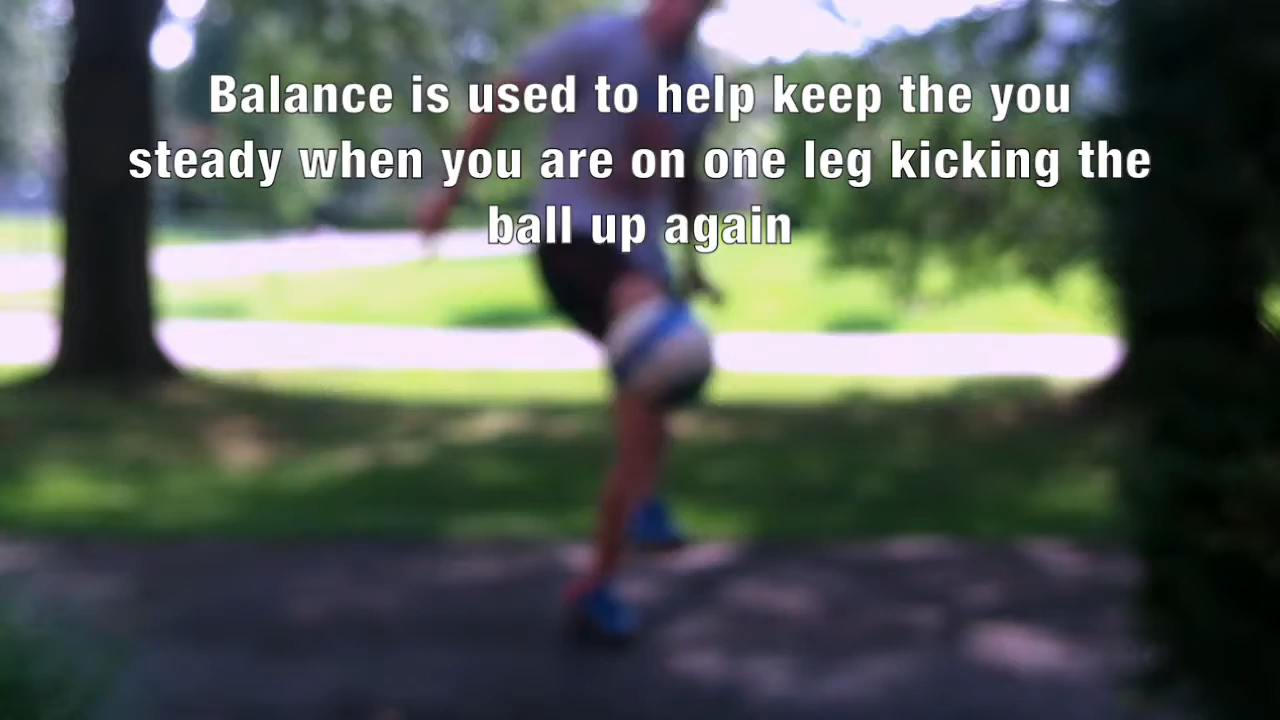 Balance is used to help keep the you
steady when you are on one leg kicking the
ball up again